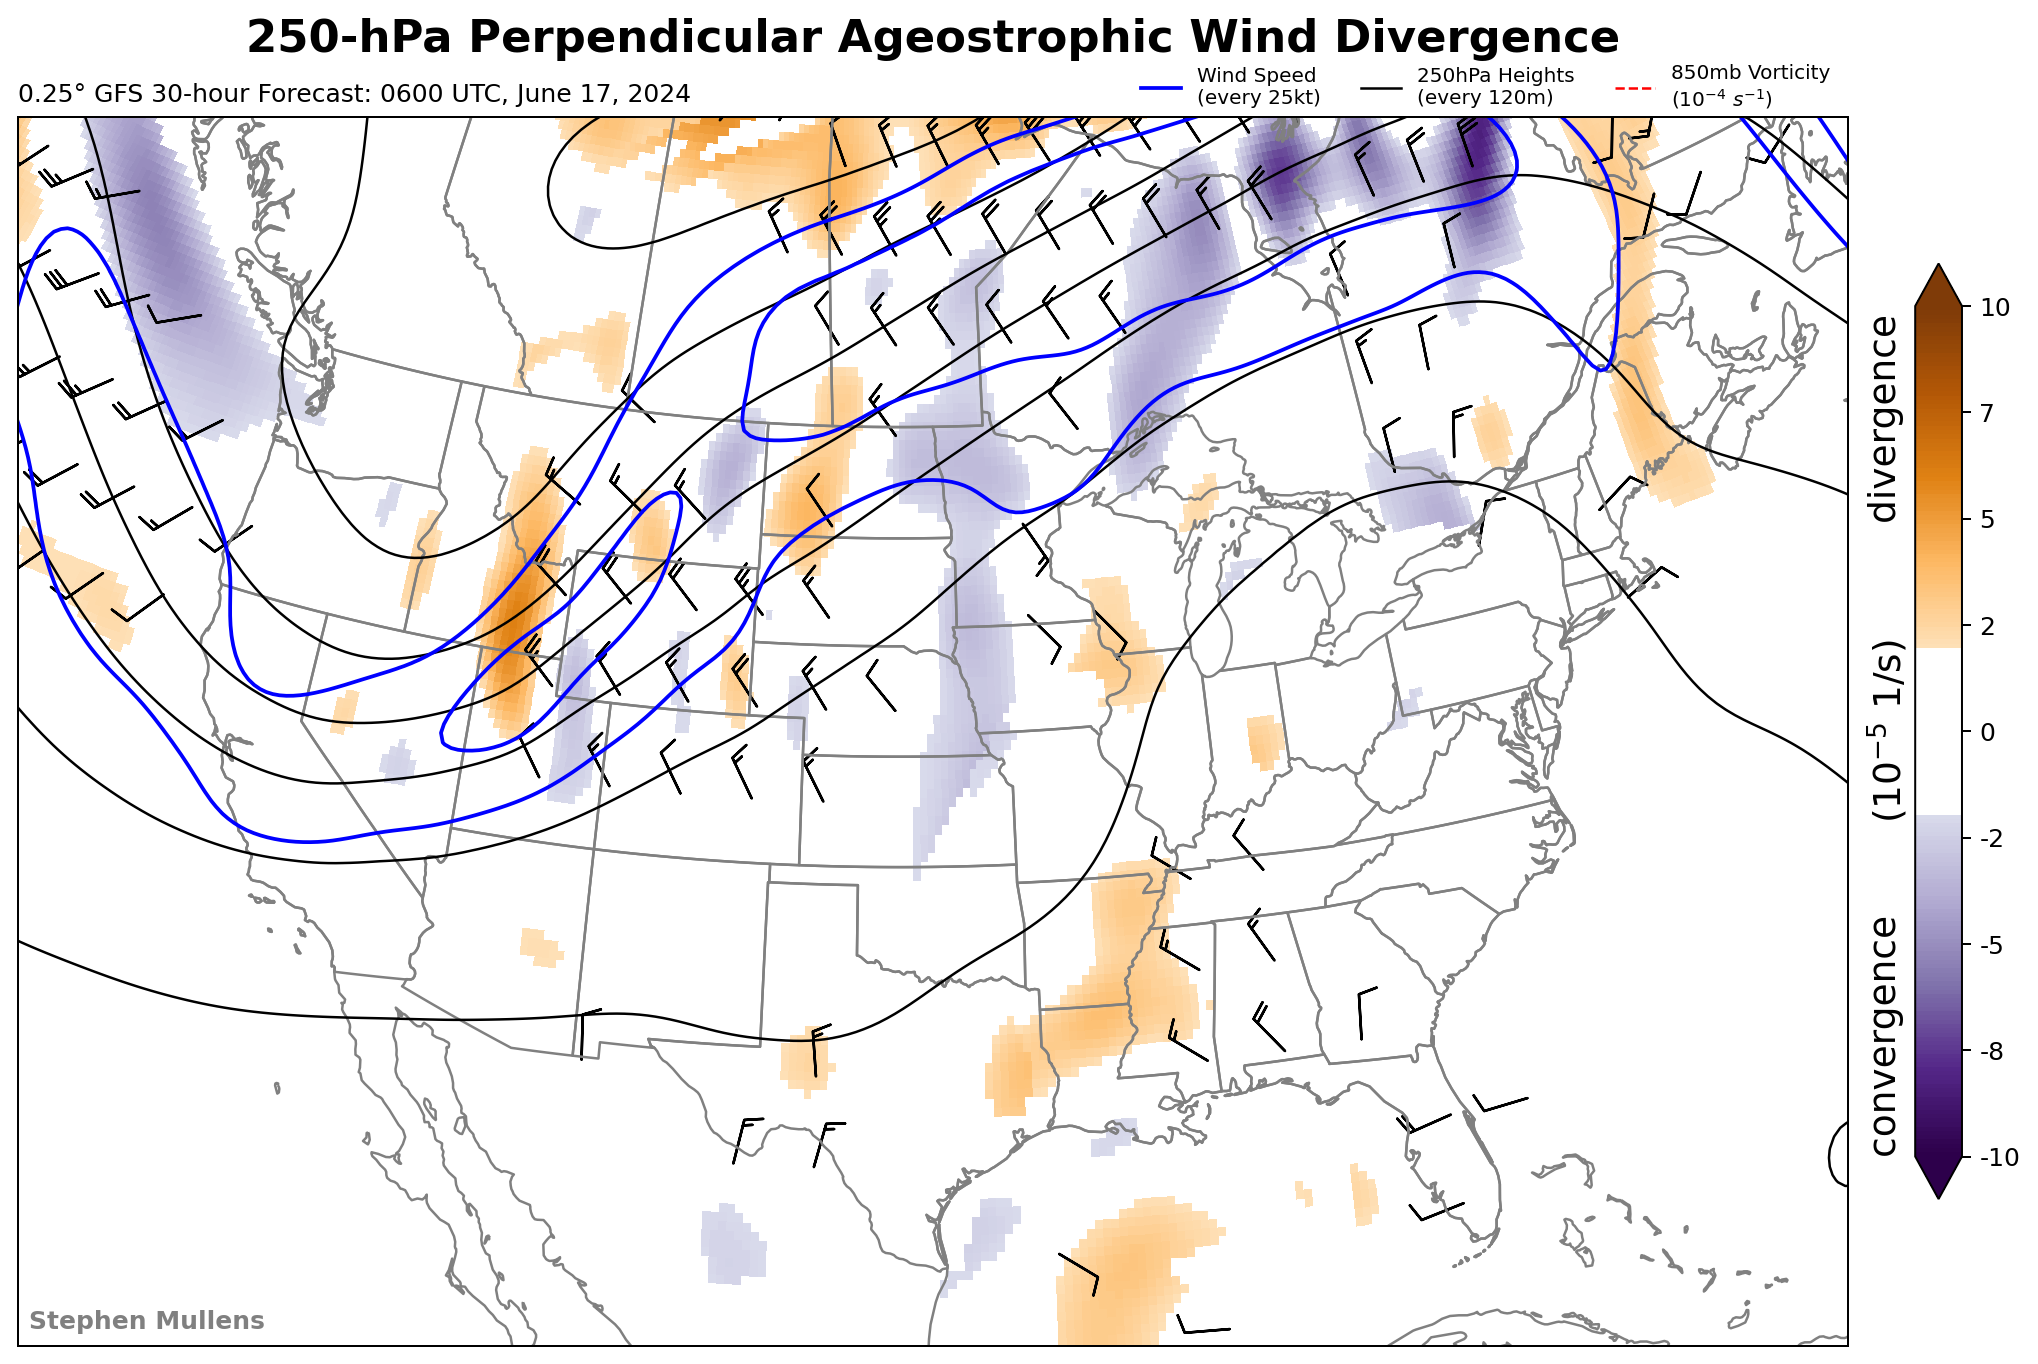 250-hPa Perpendicular Ageostrophic Wind Divergence
0.25° GFS 30-hour Forecast: 0600 UTC, June 17, 2024
Wind Speed
(every 25kt)
250hPa Heights
(every 120m)
850mb Vorticity
(10⁻⁴ s⁻¹)
10
7
5
2
0
-2
-5
-8
-10
convergence (10⁻⁵ 1/s) divergence
Stephen Mullens